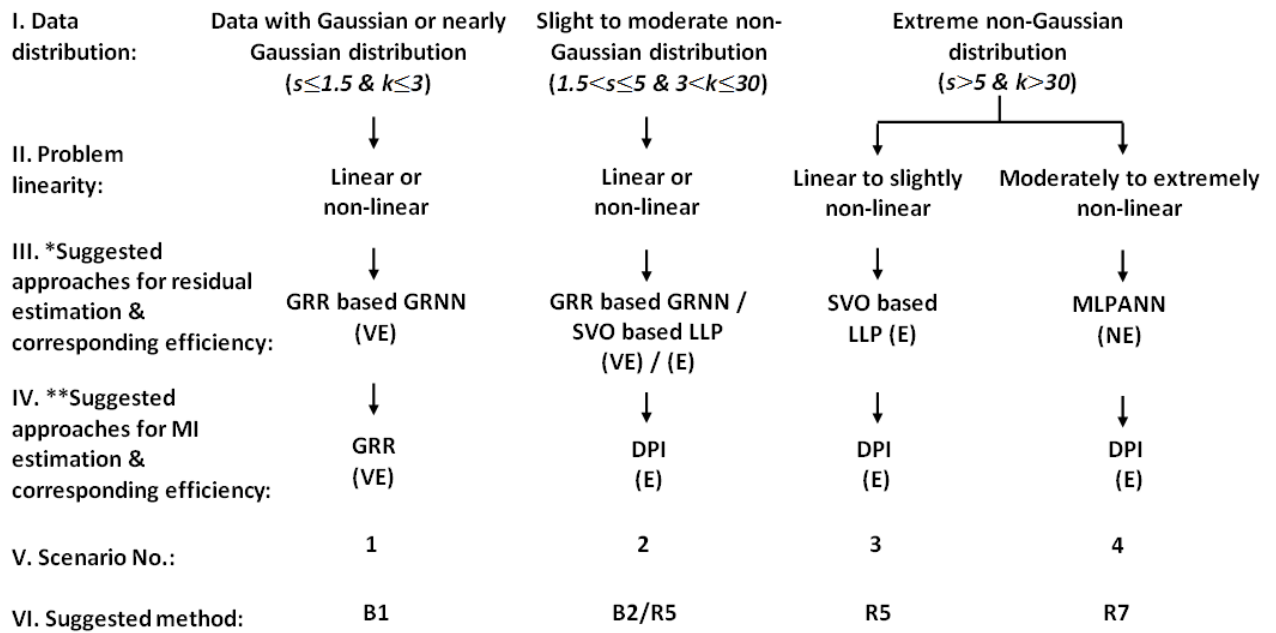 I. Data
distribution:
Data with Gaussian or nearly
Gaussian distribution
(s≤1.5 & k≤3)
Slight to moderate non-
Gaussian distribution
(1.5<s≤5 & 3<k≤30)
Extreme non-Gaussian
distribution
(s>5 & k>30)
II. Problem
linearity:
Linear or
non-linear
Linear or
non-linear
Linear to slightly
non-linear
Moderately to extremely
non-linear
III. *Suggested
approaches for residual
estimation &
corresponding efficiency:
GRR based GRNN
(VE)
GRR based GRNN /
SVO based LLP
(VE) / (E)
SVO based
LLP (E)
MLPANN
(NE)
IV. **Suggested
approaches for MI
estimation &
corresponding efficiency:
GRR
(VE)
DPI
(E)
DPI
(E)
DPI
(E)
V. Scenario No.:
1
2
3
4
VI. Suggested method:
B1
B2/R5
R5
R7